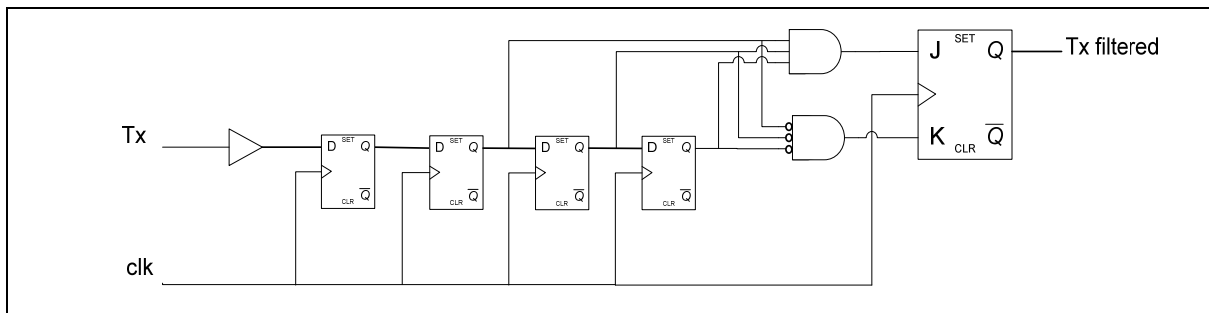 J SET Q Tx filtered
K CLR Q̅
Tx
D SET Q
CLR Q̅
D SET Q
CLR Q̅
D SET Q
CLR Q̅
D SET Q
CLR Q̅
clk